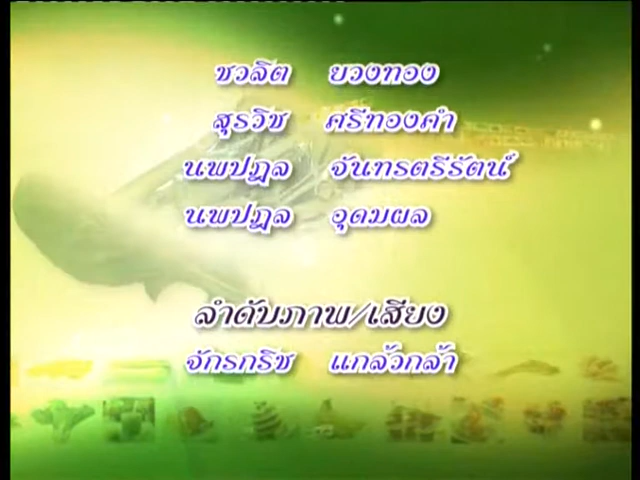 ชวลิต ยวงทอง
สุรวิช ศรีทองคำ
นพปฎล จันทรตรีรัตน์
นพปฎล อุดมผล
ลำดับภาพ/เสียง
จักรกริช แกล้วกล้า